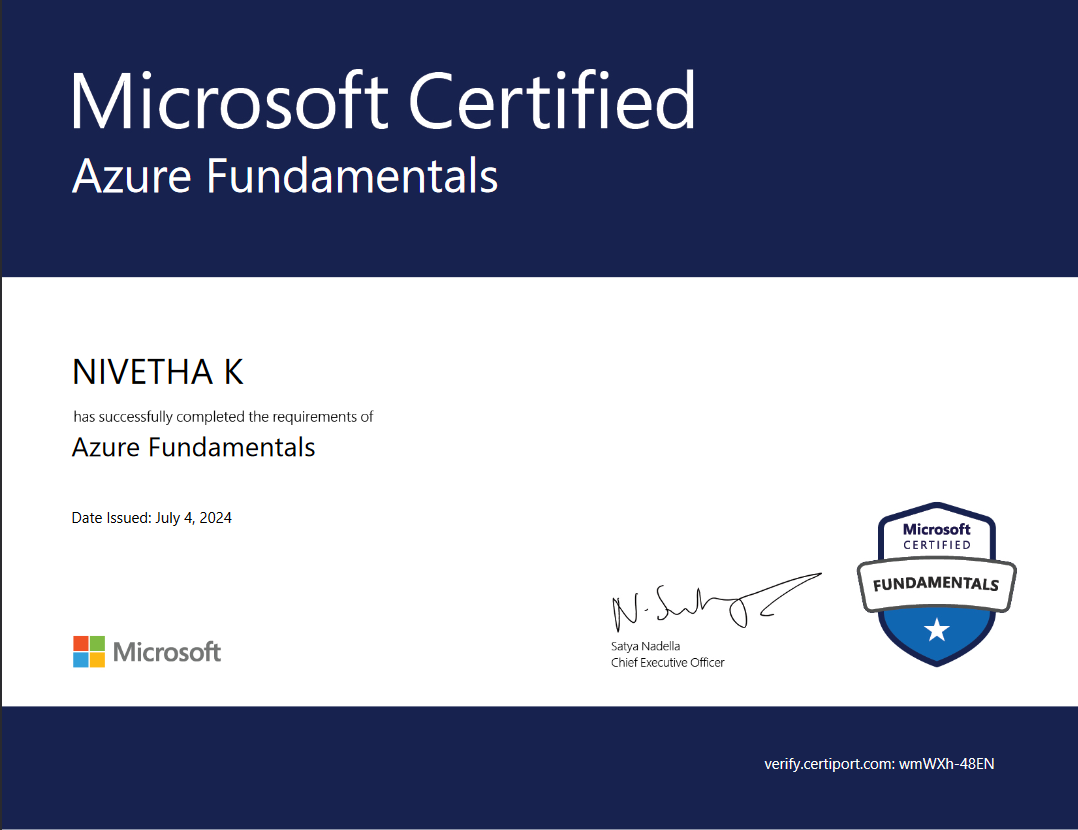 Microsoft Certified
Azure Fundamentals
NIVETHA K
has successfully completed the requirements of
Azure Fundamentals
Date Issued: July 4, 2024
Microsoft
CERTIFIED
FUNDAMENTALS
Satya Nadella
Chief Executive Officer
Microsoft
verify.certiport.com: wmWXh-48EN